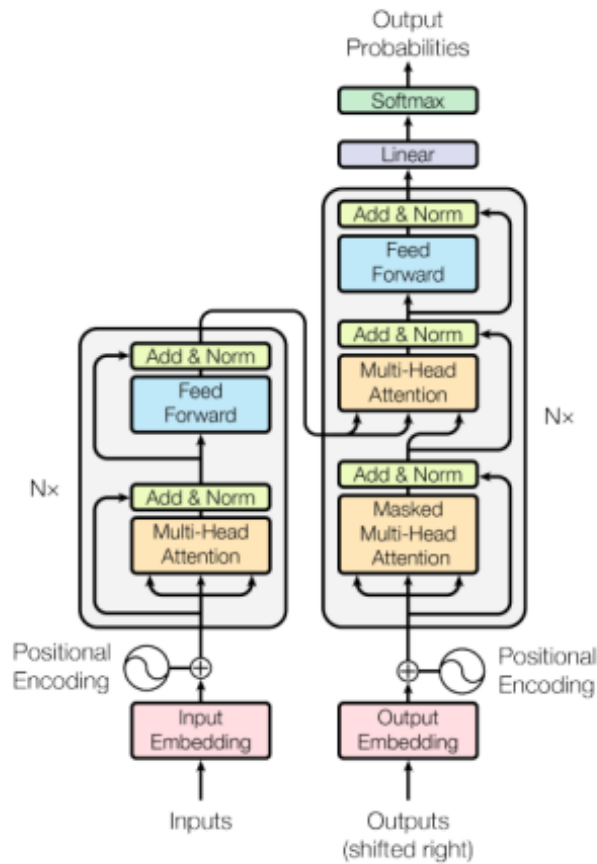 Output
Probabilities
Softmax
Linear
Add & Norm
Feed
Forward
Add & Norm
Multi-Head
Attention
Add & Norm
Masked
Multi-Head
Attention
N×
Add & Norm
Feed
Forward
Add & Norm
Multi-Head
Attention
N×
Positional
Encoding
Positional
Encoding
Input
Embedding
Output
Embedding
Inputs
Outputs
(shifted right)